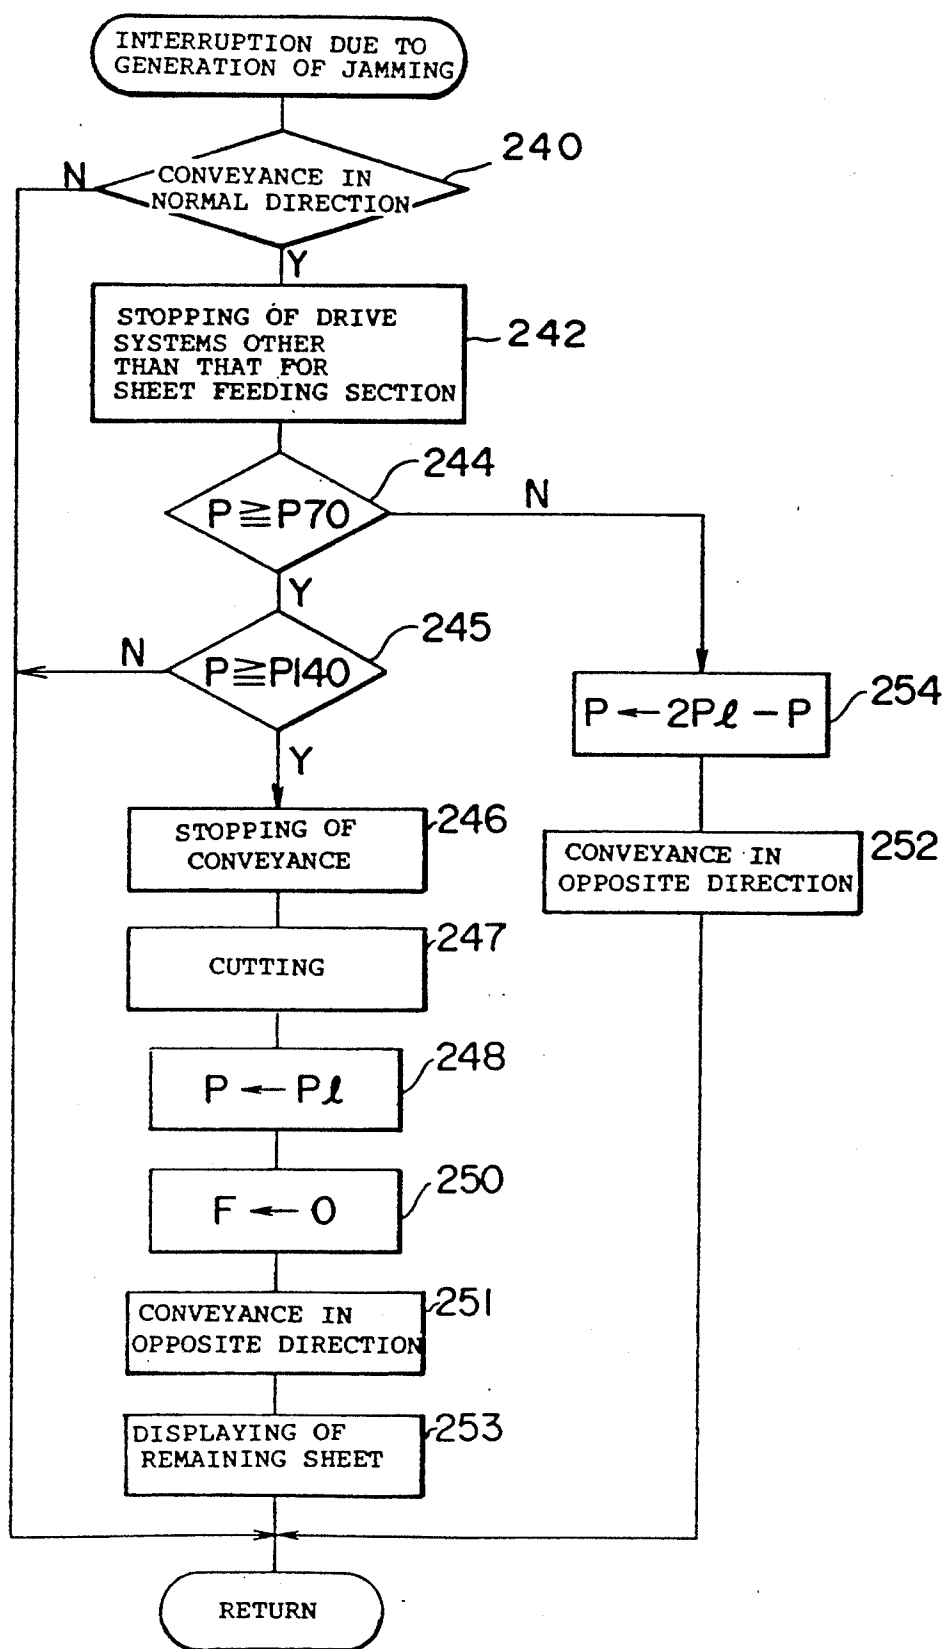 INTERRUPTION DUE TO
GENERATION OF JAMMING
240
N
CONVEYANCE IN
NORMAL DIRECTION
Y
STOPPING OF DRIVE
SYSTEMS OTHER
THAN THAT FOR
SHEET FEEDING SECTION
242
244
P ≧ P70
N
Y
245
N
P ≧ P140
Y
254
P ← 2Pℓ − P
246
STOPPING OF
CONVEYANCE
252
CONVEYANCE IN
OPPOSITE DIRECTION
247
CUTTING
248
P ← Pℓ
250
F ← 0
251
CONVEYANCE IN
OPPOSITE DIRECTION
253
DISPLAYING OF
REMAINING SHEET
RETURN